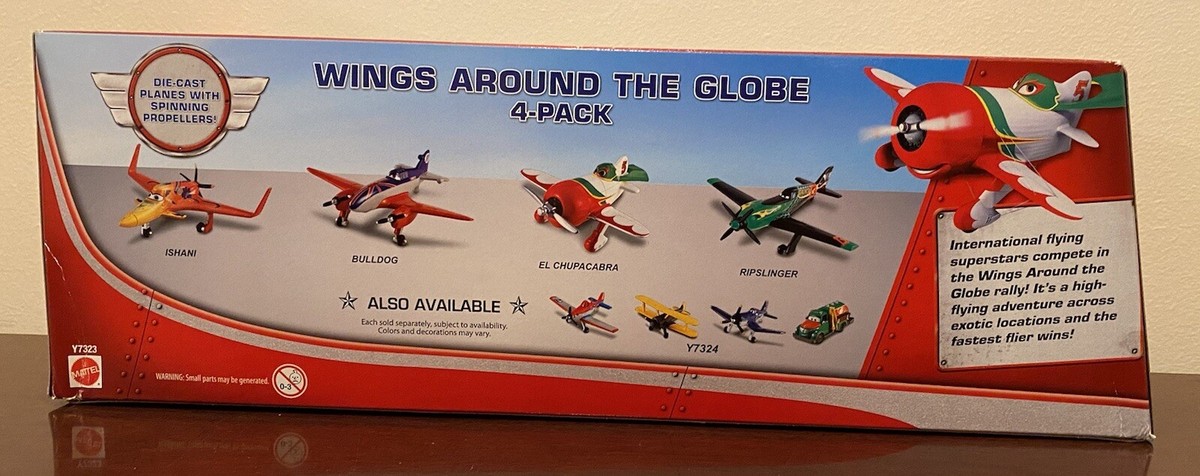 DIE-CAST
PLANES WITH
SPINNING
PROPELLERS!
WINGS AROUND THE GLOBE
4-PACK
5
ISHANI
BULLDOG
EL CHUPACABRA
RIPSLINGER
International flying
superstars compete in
the Wings Around the
Globe rally! It's a high-
flying adventure across
exotic locations and the
fastest flier wins!
ALSO AVAILABLE
Each sold separately, subject to availability.
Colors and decorations may vary.
Y7324
Y7323
MATTEL
WARNING: Small parts may be generated.
0-3